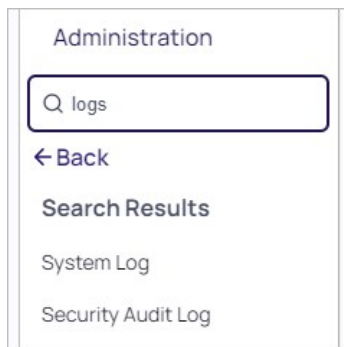 Administration
logs
← Back
Search Results
System Log
Security Audit Log